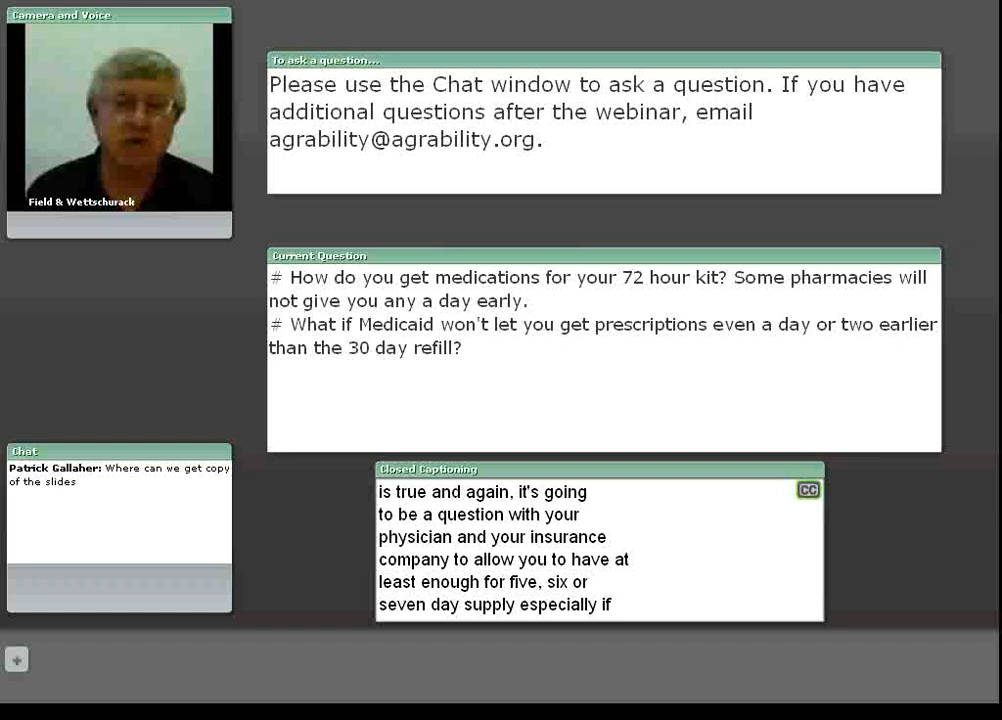 Camera and Voice
Field & Wettschurack
To ask a question...
Please use the Chat window to ask a question. If you have
additional questions after the webinar, email
agrability@agrability.org.
Current Question
# How do you get medications for your 72 hour kit? Some pharmacies will
not give you any a day early.
# What if Medicaid won't let you get prescriptions even a day or two earlier
than the 30 day refill?
Chat
Patrick Gallaher: Where can we get copy
of the slides
Closed Captioning
CC
is true and again, it's going
to be a question with your
physician and your insurance
company to allow you to have at
least enough for five, six or
seven day supply especially if